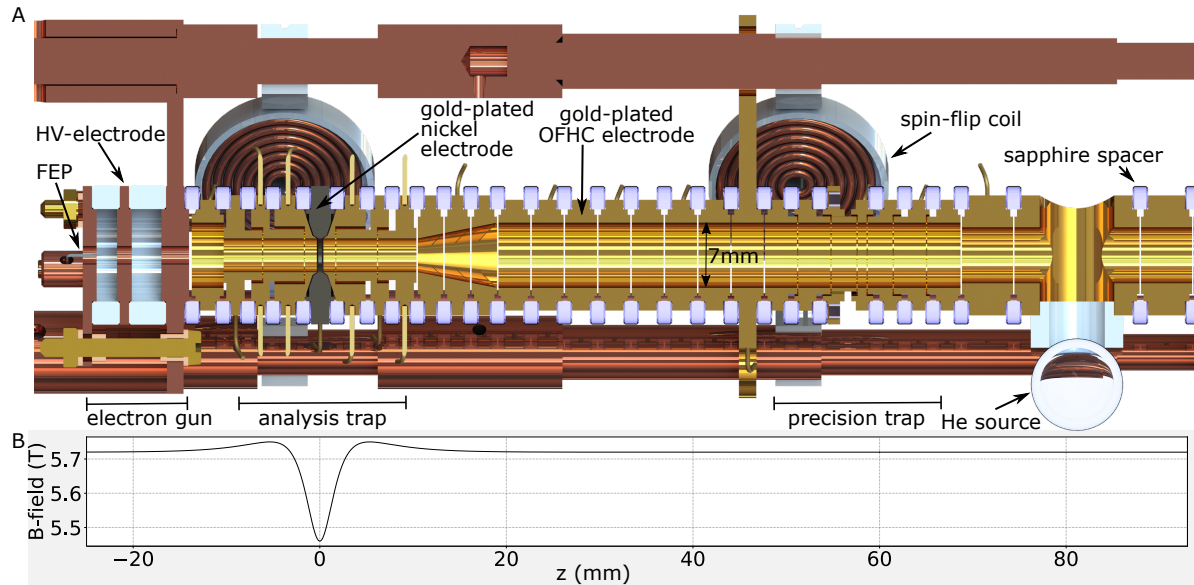 A
HV-electrode
FEP
gold-plated
nickel
electrode
gold-plated
OFHC electrode
spin-flip coil
sapphire spacer
7mm
electron gun
analysis trap
precision trap
He source
B
B-field (T)
5.7
5.6
5.5
−20
0
20
40
60
80
z (mm)